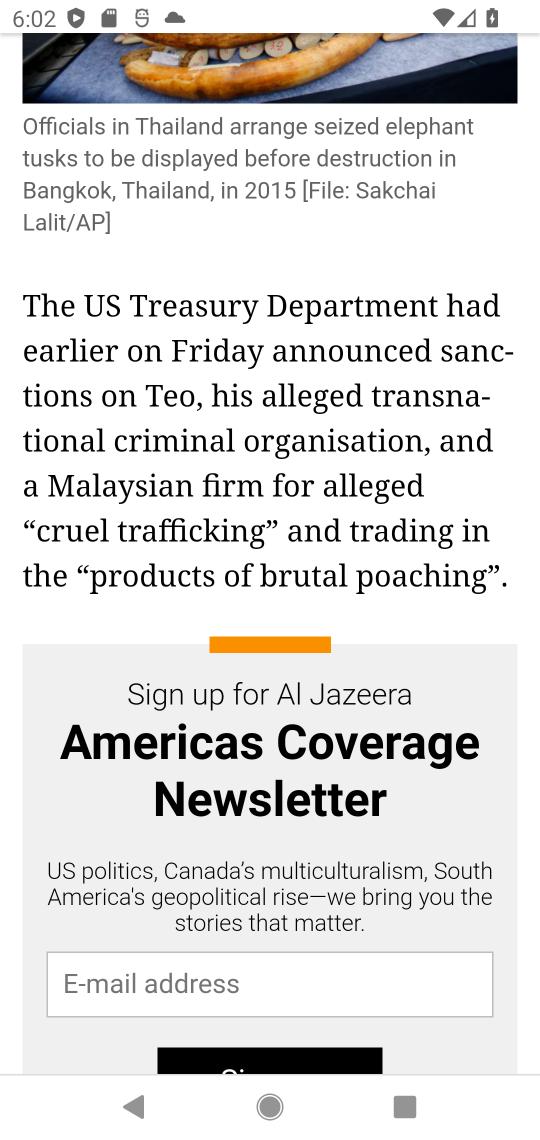 6:02
Officials in Thailand arrange seized elephant
tusks to be displayed before destruction in
Bangkok, Thailand, in 2015 [File: Sakchai
Lalit/AP]
The US Treasury Department had
earlier on Friday announced sanc-
tions on Teo, his alleged transna-
tional criminal organisation, and
a Malaysian firm for alleged
“cruel trafficking” and trading in
the “products of brutal poaching”.
Sign up for Al Jazeera
Americas Coverage
Newsletter
US politics, Canada’s multiculturalism, South
America's geopolitical rise—we bring you the
stories that matter.
E-mail address